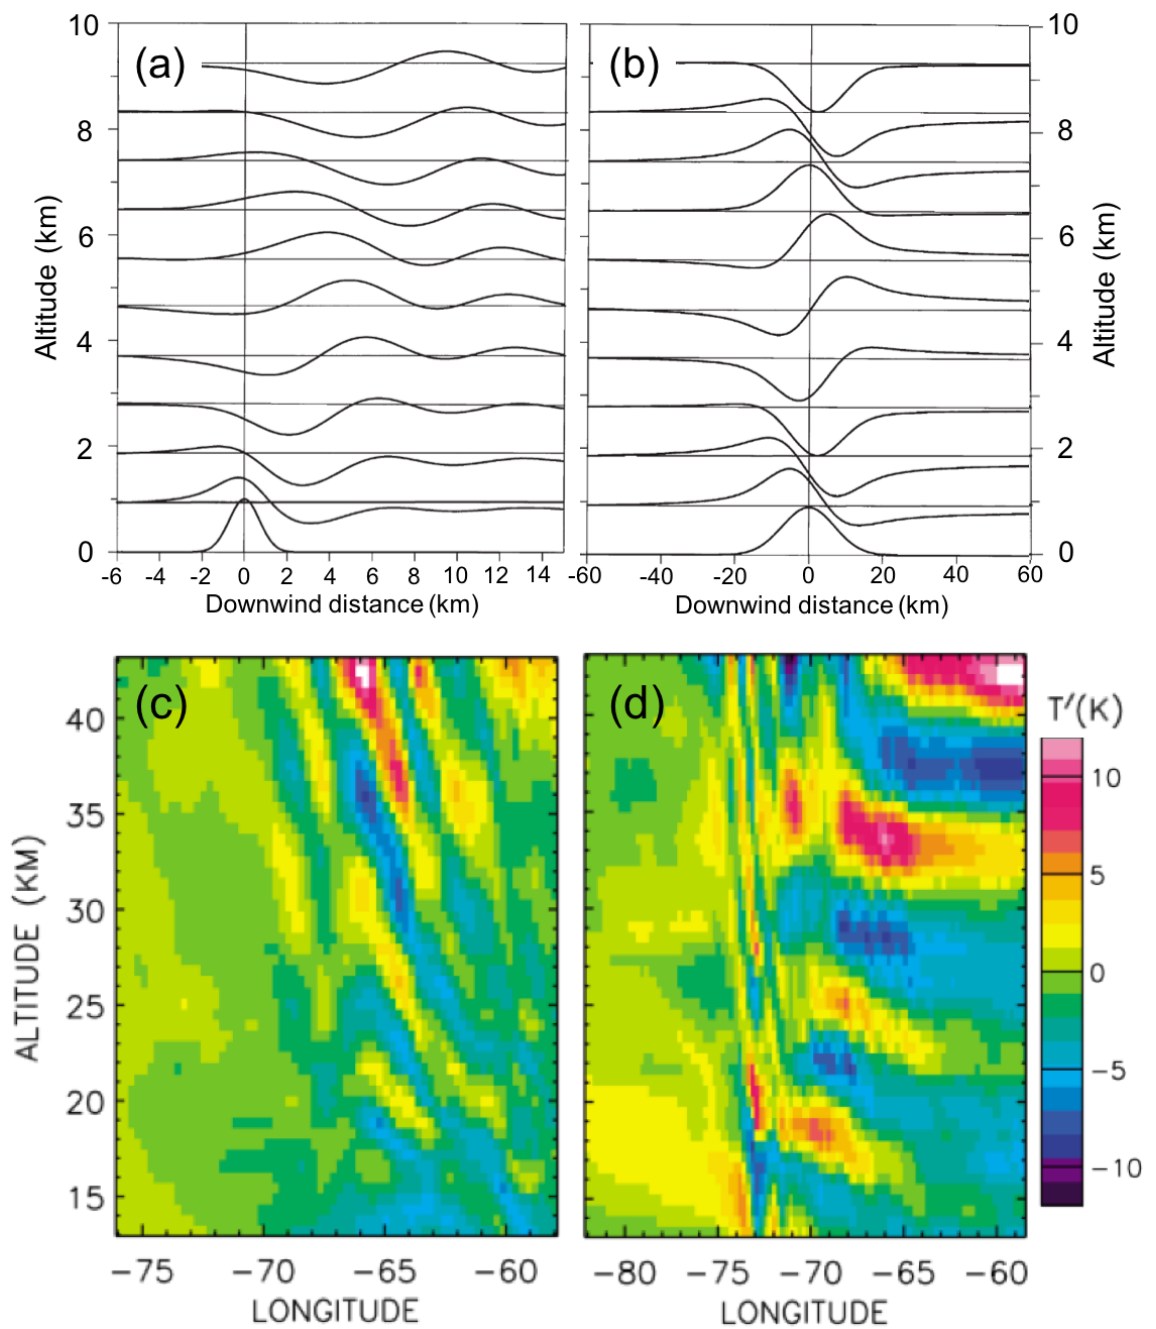 (a)
(b)
10
8
6
4
2
0
Altitude (km)
-6 -4 -2 0 2 4 6 8 10 12 14
Downwind distance (km)
-60 -40 -20 0 20 40 60
Downwind distance (km)
10
8
6
4
2
0
Altitude (km)
(c)
(d)
40
35
30
25
20
15
ALTITUDE (KM)
−75 −70 −65 −60
LONGITUDE
−80 −75 −70 −65 −60
LONGITUDE
T′(K)
10
5
0
−5
−10